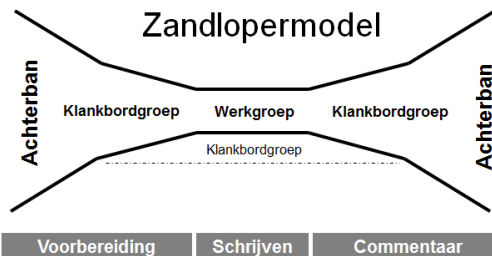 Zandlopermodel
Achterban
Klankbordgroep
Werkgroep
Klankbordgroep
Achterban
Klankbordgroep
Voorbereiding
Schrijven
Commentaar